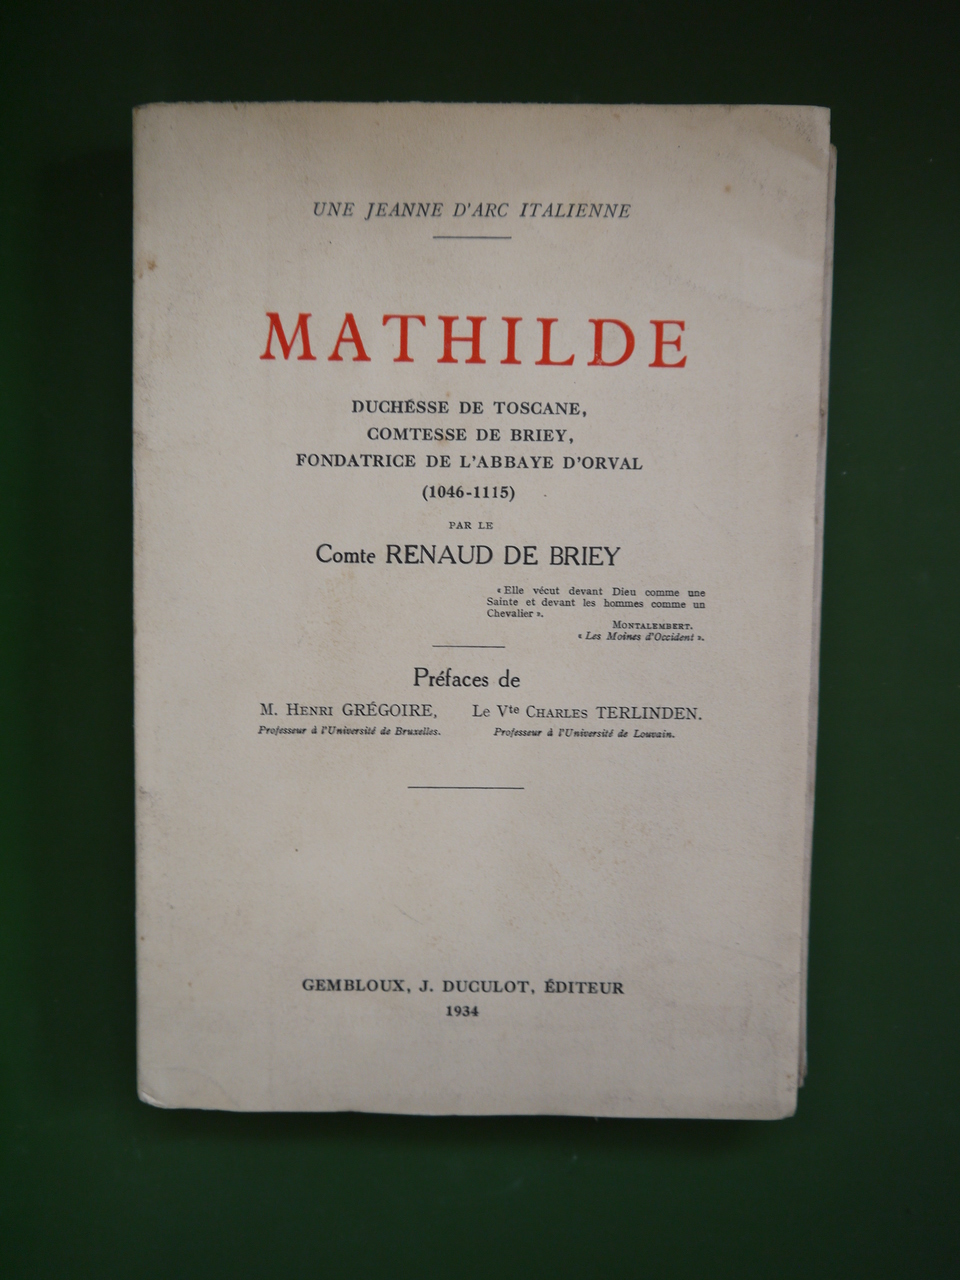 UNE JEANNE D'ARC ITALIENNE
MATHILDE
DUCHESSE DE TOSCANE,
COMTESSE DE BRIEY,
FONDATRICE DE L'ABBAYE D'ORVAL
(1046-1115)
PAR LE
Comte RENAUD DE BRIEY
« Elle vécut devant Dieu comme une
Sainte et devant les hommes comme un
Chevalier ».
MONTALEMBERT.
« Les Moines d'Occident ».
Préfaces de
M. HENRI GRÉGOIRE, Le Vte CHARLES TERLINDEN.
Professeur à l'Université de Bruxelles. Professeur à l'Université de Louvain.
GEMBLOUX, J. DUCULOT, ÉDITEUR
1934